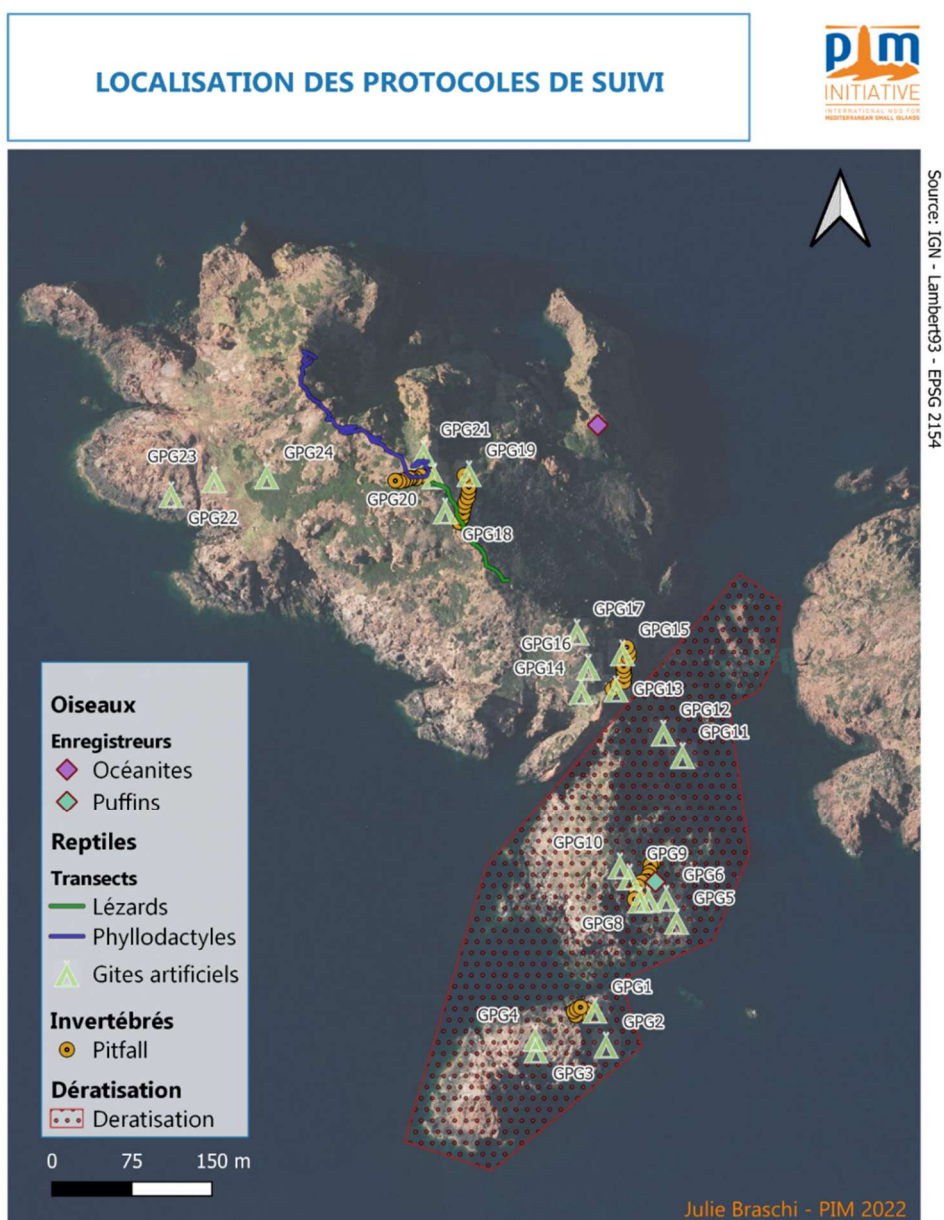 LOCALISATION DES PROTOCOLES DE SUIVI
PIM
INITIATIVE
INTERNATIONAL NGO FOR
MEDITERRANEAN SMALL ISLANDS
Source: IGN - Lambert93 - EPSG 2154
GPG21
GPG19
GPG23
GPG24
GPG20
GPG22
GPG18
GPG17
GPG16
GPG15
GPG14
GPG13
GPG12
GPG11
GPG10
GPG9
GPG6
GPG5
GPG8
GPG1
GPG4
GPG2
GPG3
Oiseaux
Enregistreurs
Océanites
Puffins
Reptiles
Transects
Lézards
Phyllodactyles
Gites artificiels
Invertébrés
Pitfall
Dératisation
Deratisation
0 75 150 m
Julie Braschi - PIM 2022